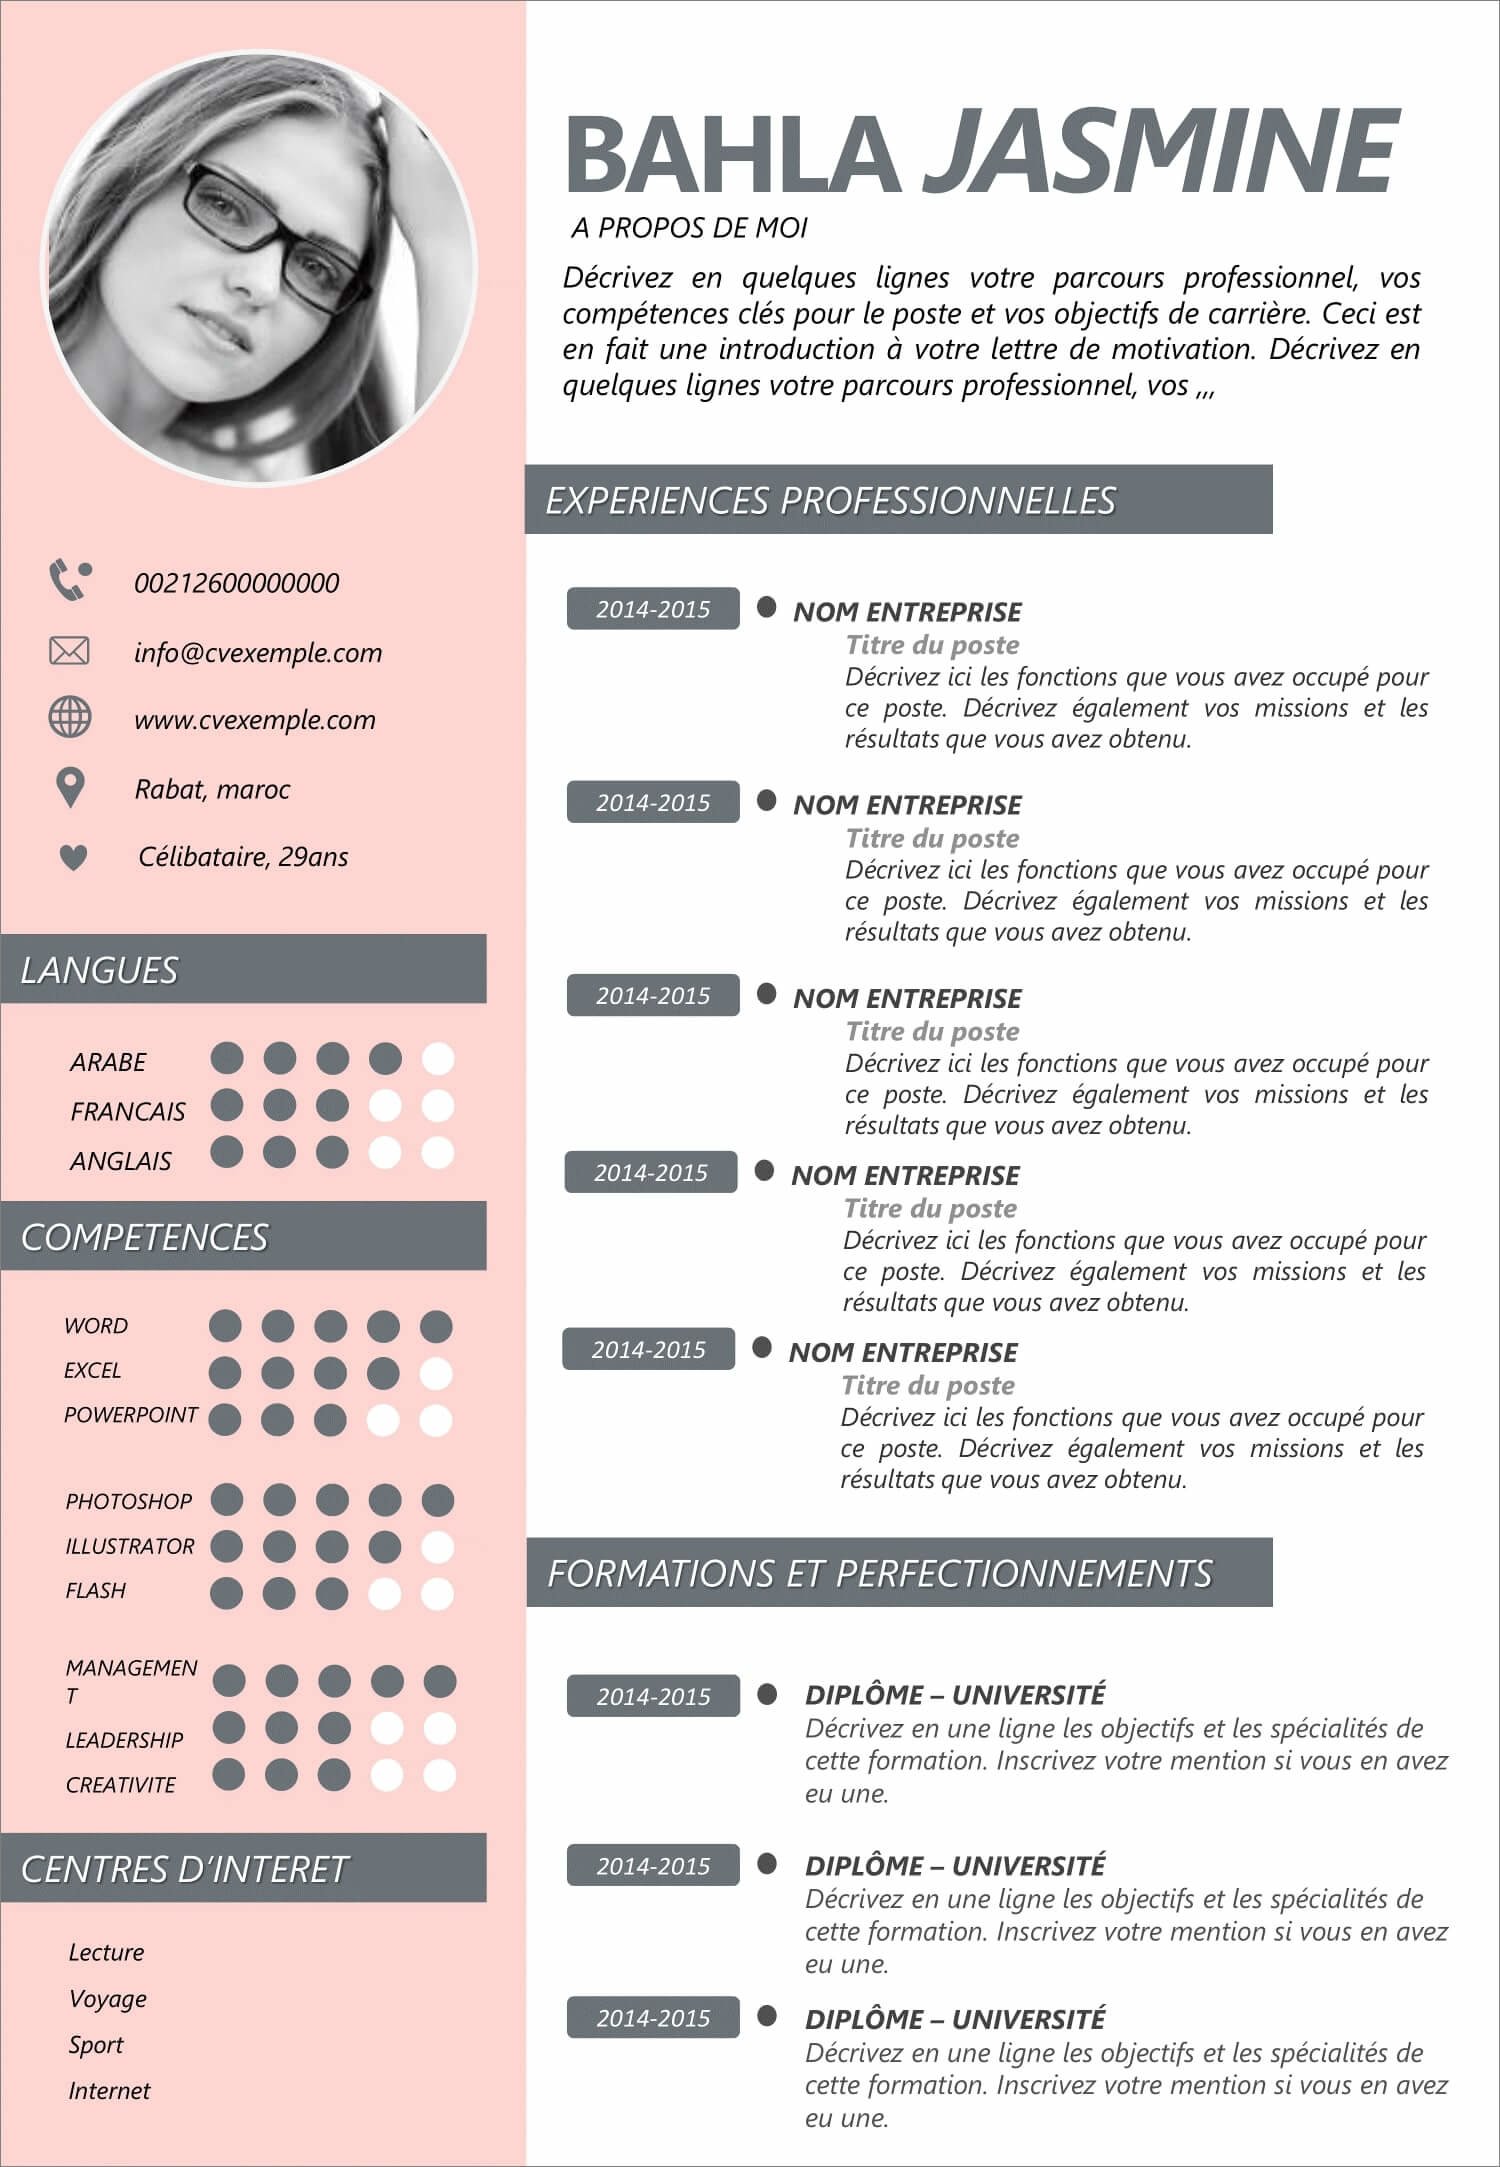 BAHLA JASMINE
A PROPOS DE MOI
Décrivez en quelques lignes votre parcours professionnel, vos
compétences clés pour le poste et vos objectifs de carrière. Ceci est
en fait une introduction à votre lettre de motivation. Décrivez en
quelques lignes votre parcours professionnel, vos ,,,
00212600000000
info@cvexemple.com
www.cvexemple.com
Rabat, maroc
Célibataire, 29ans
LANGUES
ARABE
FRANCAIS
ANGLAIS
COMPETENCES
WORD
EXCEL
POWERPOINT
PHOTOSHOP
ILLUSTRATOR
FLASH
MANAGEMEN
T
LEADERSHIP
CREATIVITE
CENTRES D’INTERET
Lecture
Voyage
Sport
Internet
EXPERIENCES PROFESSIONNELLES
2014-2015 NOM ENTREPRISE
Titre du poste
Décrivez ici les fonctions que vous avez occupé pour
ce poste. Décrivez également vos missions et les
résultats que vous avez obtenu.
2014-2015 NOM ENTREPRISE
Titre du poste
Décrivez ici les fonctions que vous avez occupé pour
ce poste. Décrivez également vos missions et les
résultats que vous avez obtenu.
2014-2015 NOM ENTREPRISE
Titre du poste
Décrivez ici les fonctions que vous avez occupé pour
ce poste. Décrivez également vos missions et les
résultats que vous avez obtenu.
2014-2015 NOM ENTREPRISE
Titre du poste
Décrivez ici les fonctions que vous avez occupé pour
ce poste. Décrivez également vos missions et les
résultats que vous avez obtenu.
2014-2015 NOM ENTREPRISE
Titre du poste
Décrivez ici les fonctions que vous avez occupé pour
ce poste. Décrivez également vos missions et les
résultats que vous avez obtenu.
FORMATIONS ET PERFECTIONNEMENTS
2014-2015 DIPLÔME – UNIVERSITÉ
Décrivez en une ligne les objectifs et les spécialités de
cette formation. Inscrivez votre mention si vous en avez
eu une.
2014-2015 DIPLÔME – UNIVERSITÉ
Décrivez en une ligne les objectifs et les spécialités de
cette formation. Inscrivez votre mention si vous en avez
eu une.
2014-2015 DIPLÔME – UNIVERSITÉ
Décrivez en une ligne les objectifs et les spécialités de
cette formation. Inscrivez votre mention si vous en avez
eu une.